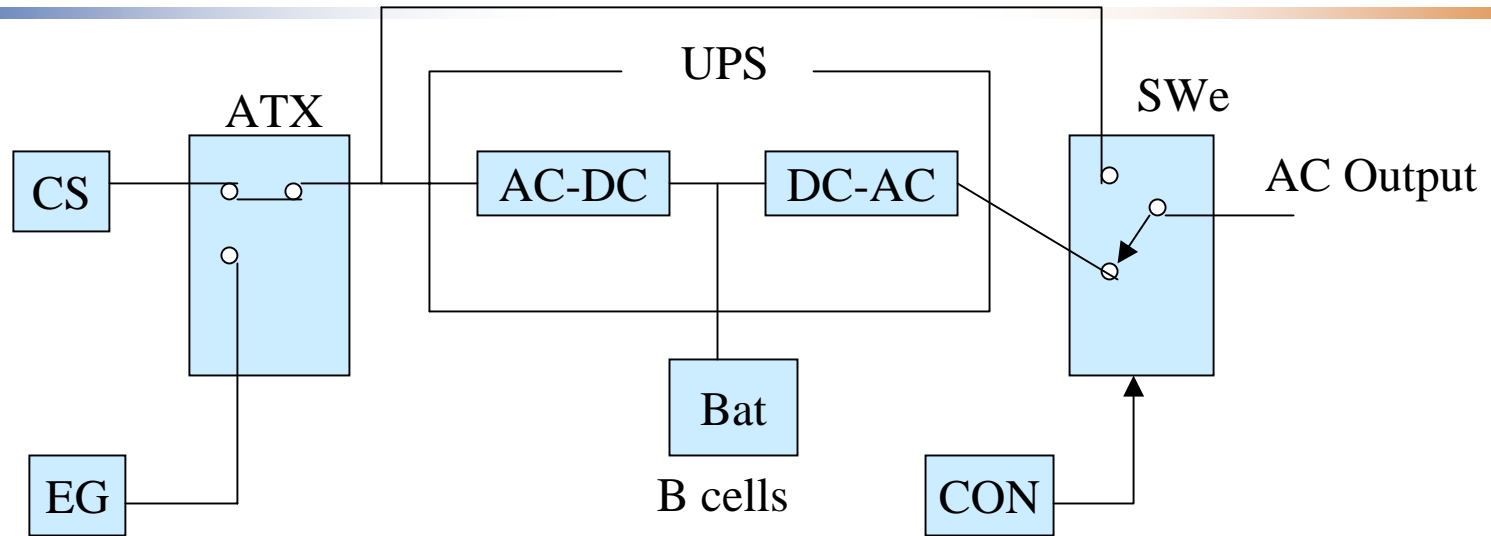 UPS
ATX
SWe
CS
AC-DC
DC-AC
AC Output
Bat
EG
B cells
CON